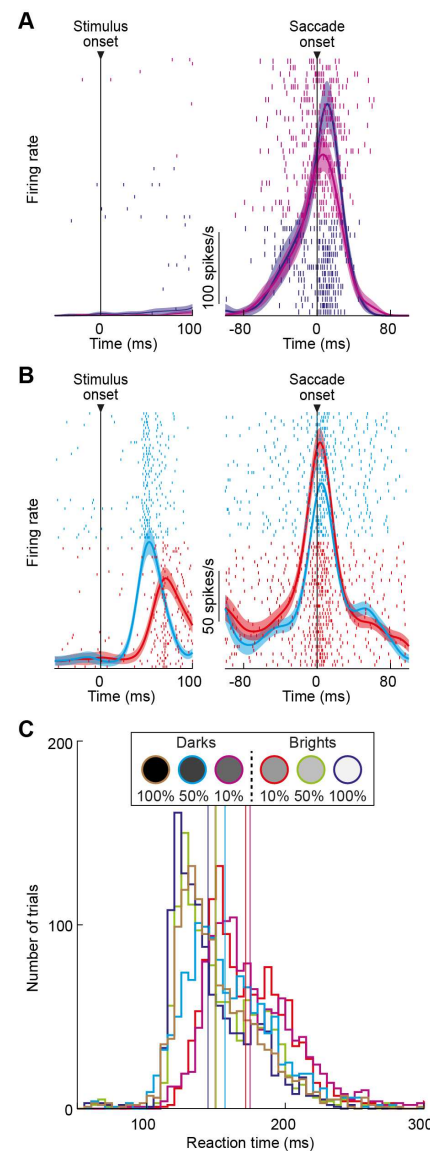 A
Stimulus
onset
Saccade
onset
Firing rate
100 spikes/s
0
100
-80
0
80
Time (ms)
Time (ms)
B
Stimulus
onset
Saccade
onset
Firing rate
50 spikes/s
0
100
-80
0
80
Time (ms)
Time (ms)
C
200
Darks
Brights
100% 50% 10% 10% 50% 100%
Number of trials
100
0
100
200
300
Reaction time (ms)